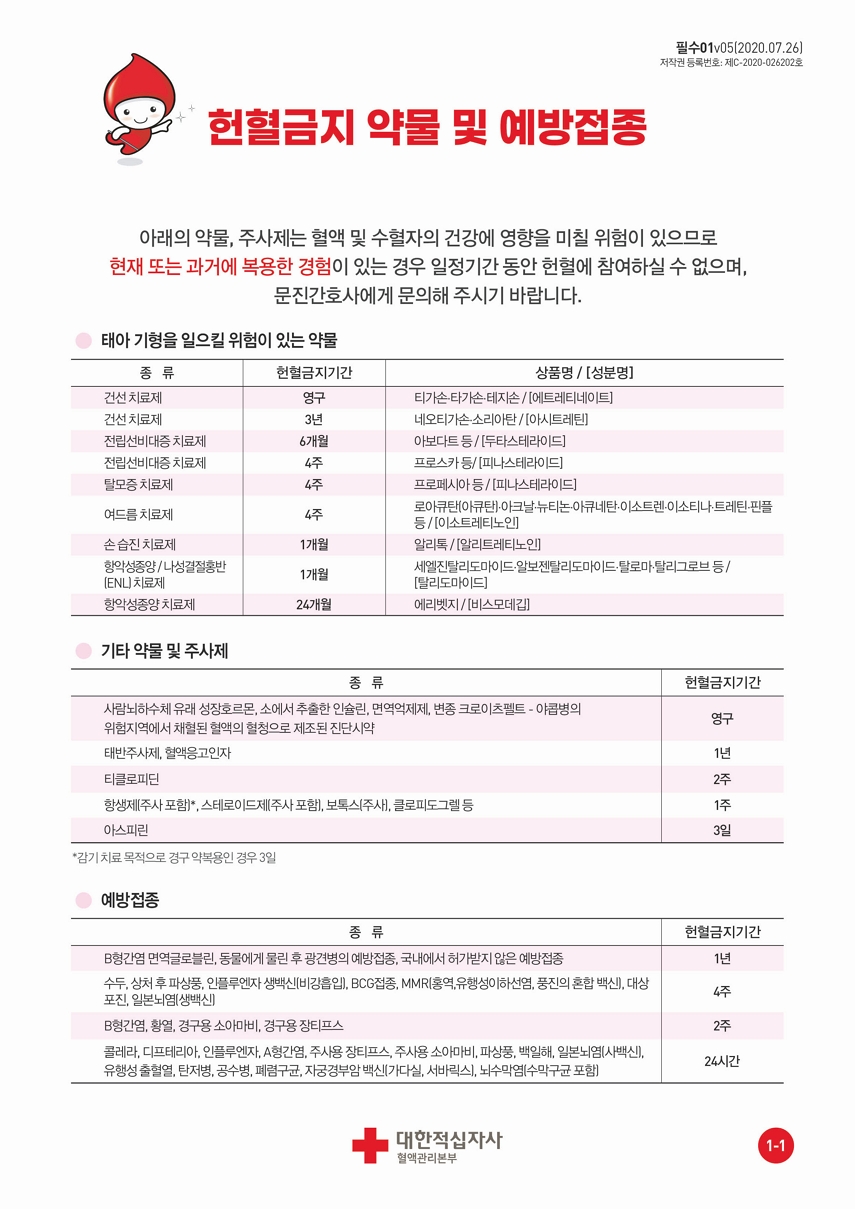 필수01v05(2020.07.26)
저작권 등록번호: 제C-2020-026202호
헌혈금지 약물 및 예방접종
아래의 약물, 주사제는 혈액 및 수혈자의 건강에 영향을 미칠 위험이 있으므로
현재 또는 과거에 복용한 경험이 있는 경우 일정기간 동안 헌혈에 참여하실 수 없으며,
문진간호사에게 문의해 주시기 바랍니다.
태아 기형을 일으킬 위험이 있는 약물
종 류 헌혈금지기간 상품명 / [성분명]
건선 치료제 영구 티가손·타가손·테지손 / [에트레티네이트]
건선 치료제 3년 네오티가손·소리아탄 / [아시트레틴]
전립선비대증 치료제 6개월 아보다트 등 / [두타스테라이드]
전립선비대증 치료제 4주 프로스카 등/ [피나스테라이드]
탈모증 치료제 4주 프로페시아 등 / [피나스테라이드]
여드름 치료제 4주 로아큐탄(아큐탄)·아크날·뉴티논·아큐네탄·이소트렌·이소티나·트레틴·핀플
등 / [이소트레티노인]
손 습진 치료제 1개월 알리톡 / [알리트레티노인]
항악성종양 / 나성결절홍반
(ENL) 치료제 1개월 세엘진탈리도마이드·알보젠탈리도마이드·탈로마·탈리그로브 등 /
[탈리도마이드]
항악성종양 치료제 24개월 에리벳지 / [비스모데깁]
기타 약물 및 주사제
종 류 헌혈금지기간
사람뇌하수체 유래 성장호르몬, 소에서 추출한 인슐린, 면역억제제, 변종 크로이츠펠트 - 야콥병의
위험지역에서 채혈된 혈액의 혈청으로 제조된 진단시약 영구
태반주사제, 혈액응고인자 1년
티클로피딘 2주
항생제(주사 포함)*, 스테로이드제(주사 포함), 보톡스(주사), 클로피도그렐 등 1주
아스피린 3일
*감기 치료 목적으로 경구 약복용인 경우 3일
예방접종
종 류 헌혈금지기간
B형간염 면역글로블린, 동물에게 물린 후 광견병의 예방접종, 국내에서 허가받지 않은 예방접종 1년
수두, 상처 후 파상풍, 인플루엔자 생백신(비강흡입), BCG접종, MMR(홍역,유행성이하선염, 풍진의 혼합 백신), 대상
포진, 일본뇌염(생백신) 4주
B형간염, 황열, 경구용 소아마비, 경구용 장티프스 2주
콜레라, 디프테리아, 인플루엔자, A형간염, 주사용 장티프스, 주사용 소아마비, 파상풍, 백일해, 일본뇌염(사백신),
유행성 출혈열, 탄저병, 공수병, 폐렴구균, 자궁경부암 백신(가다실, 서바릭스), 뇌수막염(수막구균 포함) 24시간
대한적십자사
혈액관리본부
1-1